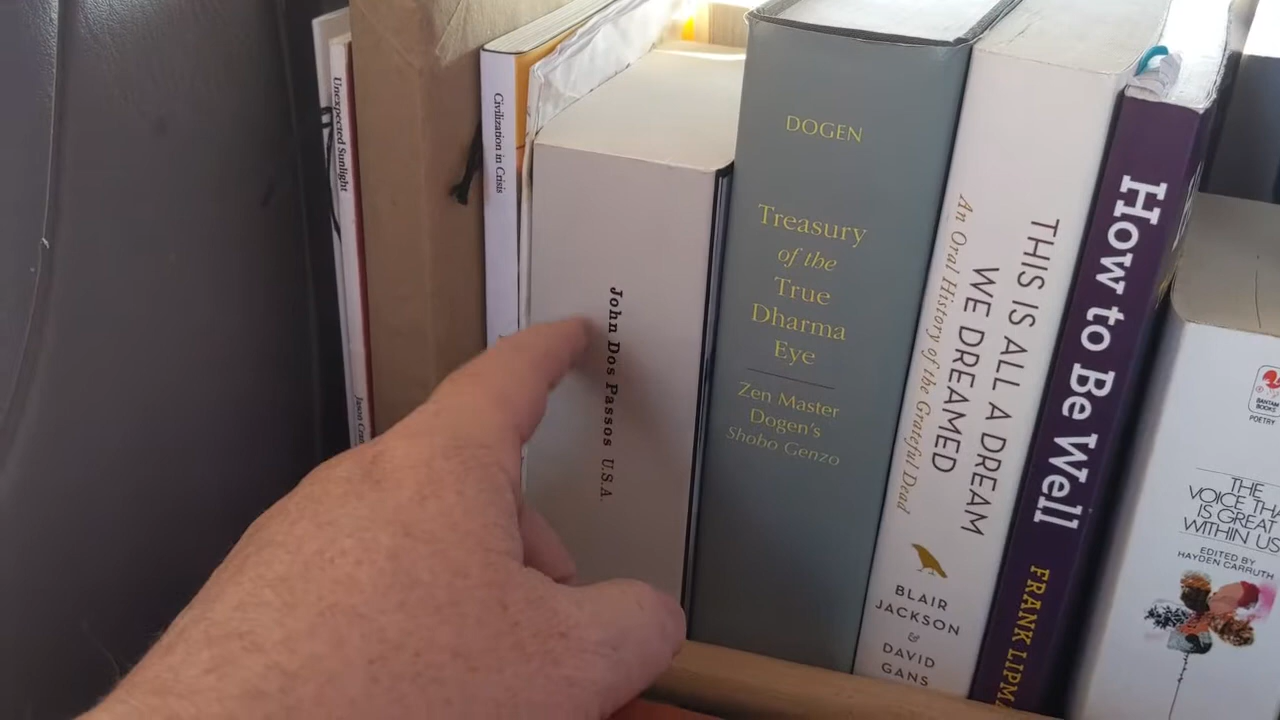 Unexpected Sunlight
Civilization in Crisis
John Dos Passos U.S.A.
DOGEN
Treasury
of the
True
Dharma
Eye
Zen Master
Dogen's
Shobo Genzo
THIS IS ALL A DREAM
WE DREAMED
An Oral History of the Grateful Dead
BLAIR
JACKSON
&
DAVID
GANS
How to Be Well
FRANK LIPM
BANTAM
BOOKS
POETRY
THE
VOICE THA
IS GREAT
WITHIN US
EDITED BY
HAYDEN CARRUTH